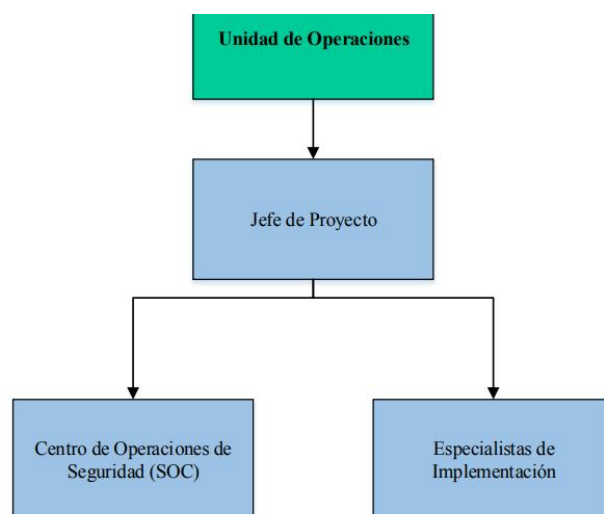 Unidad de Operaciones
Jefe de Proyecto
Centro de Operaciones de
Seguridad (SOC)
Especialistas de
Implementación